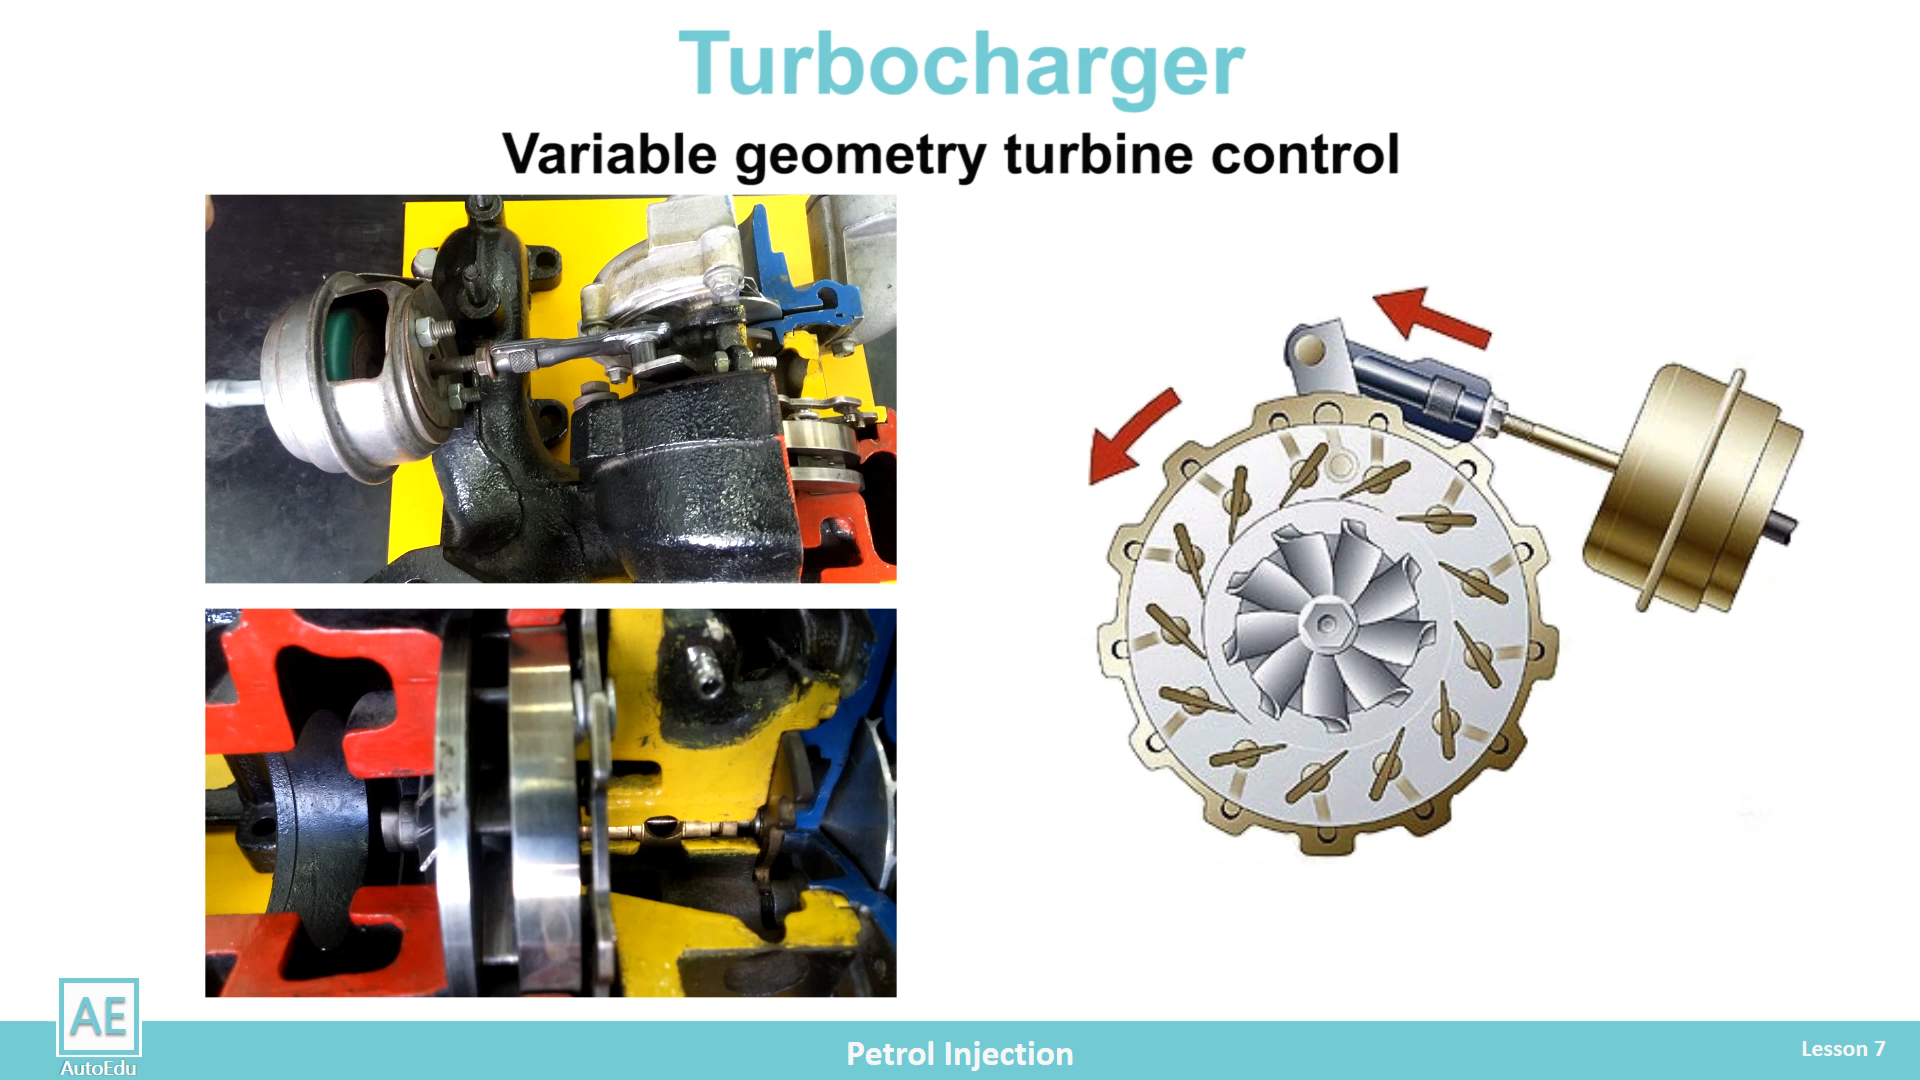 Turbocharger
Variable geometry turbine control
AE
AutoEdu
Petrol Injection
Lesson 7